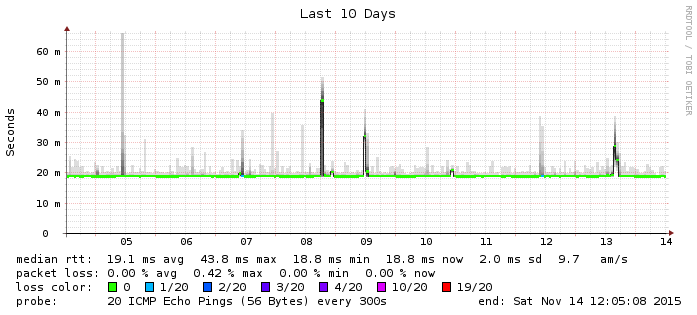 Last 10 Days
RRDTOOL / TOBI OETIKER
Seconds
60 m
50 m
40 m
30 m
20 m
10 m
0
05 06 07 08 09 10 11 12 13 14
median rtt: 19.1 ms avg 43.8 ms max 18.8 ms min 18.8 ms now 2.0 ms sd 9.7 am/s
packet loss: 0.00 % avg 0.42 % max 0.00 % min 0.00 % now
loss color: 0 1/20 2/20 3/20 4/20 10/20 19/20
probe: 20 ICMP Echo Pings (56 Bytes) every 300s end: Sat Nov 14 12:05:08 2015